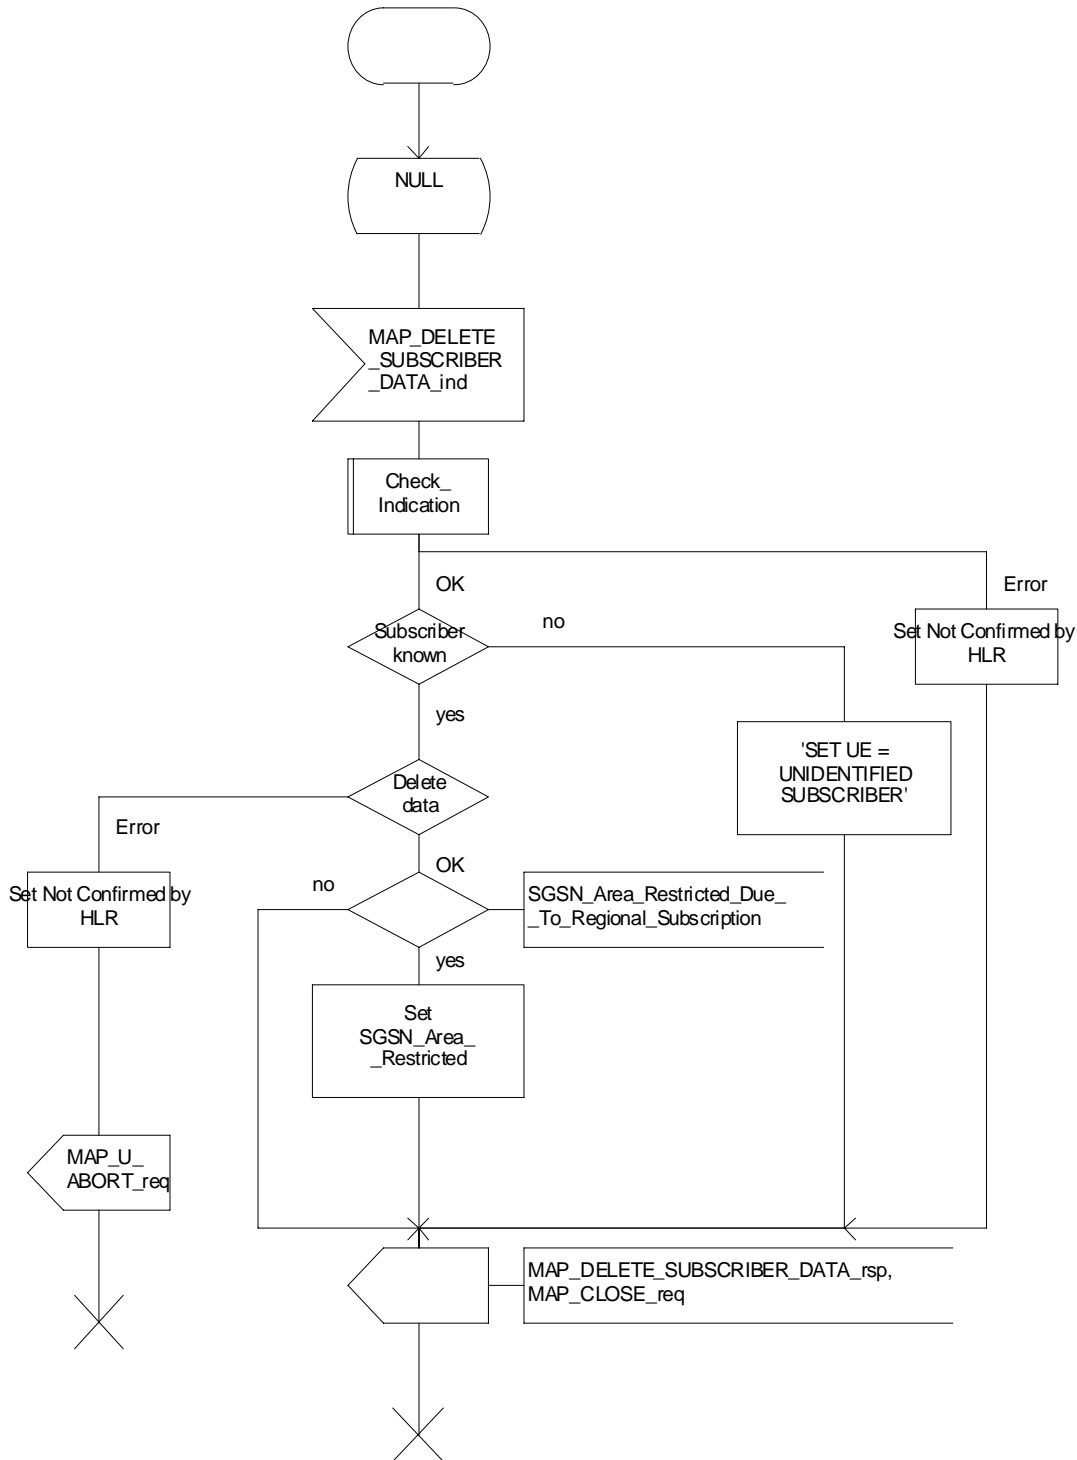 NULL
MAP_DELETE
_SUBSCRIBER
_DATA_ind
Check_
Indication
OK
Error
Subscriber
known
no
Set Not Confirmed by
HLR
yes
'SET UE =
UNIDENTIFIED
SUBSCRIBER'
Delete
data
Error
OK
Set Not Confirmed by
HLR
no
SGSN_Area_Restricted_Due_
_To_Regional_Subscription
yes
Set
SGSN_Area_
_Restricted
MAP_U_
ABORT_req
MAP_DELETE_SUBSCRIBER_DATA_rsp,
MAP_CLOSE_req